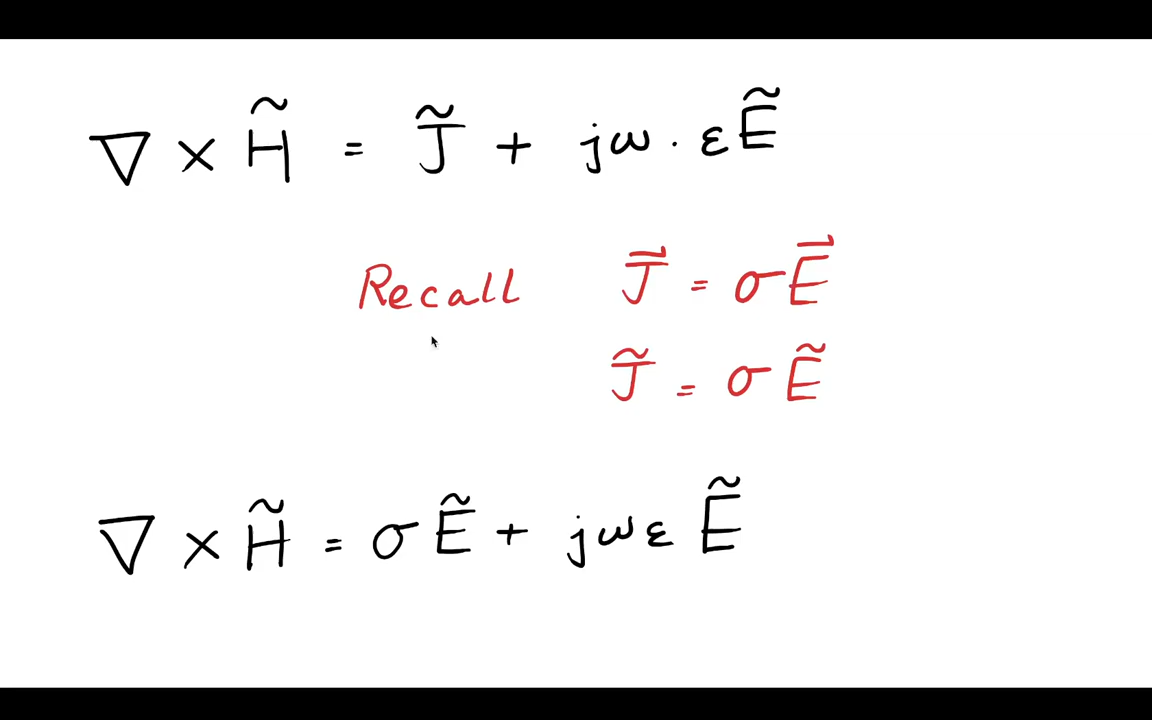 ∇ × H̃ = J̃ + jω · εẼ
Recall J⃗ = σE⃗
J̃ = σẼ
∇ × H̃ = σẼ + jωεẼ